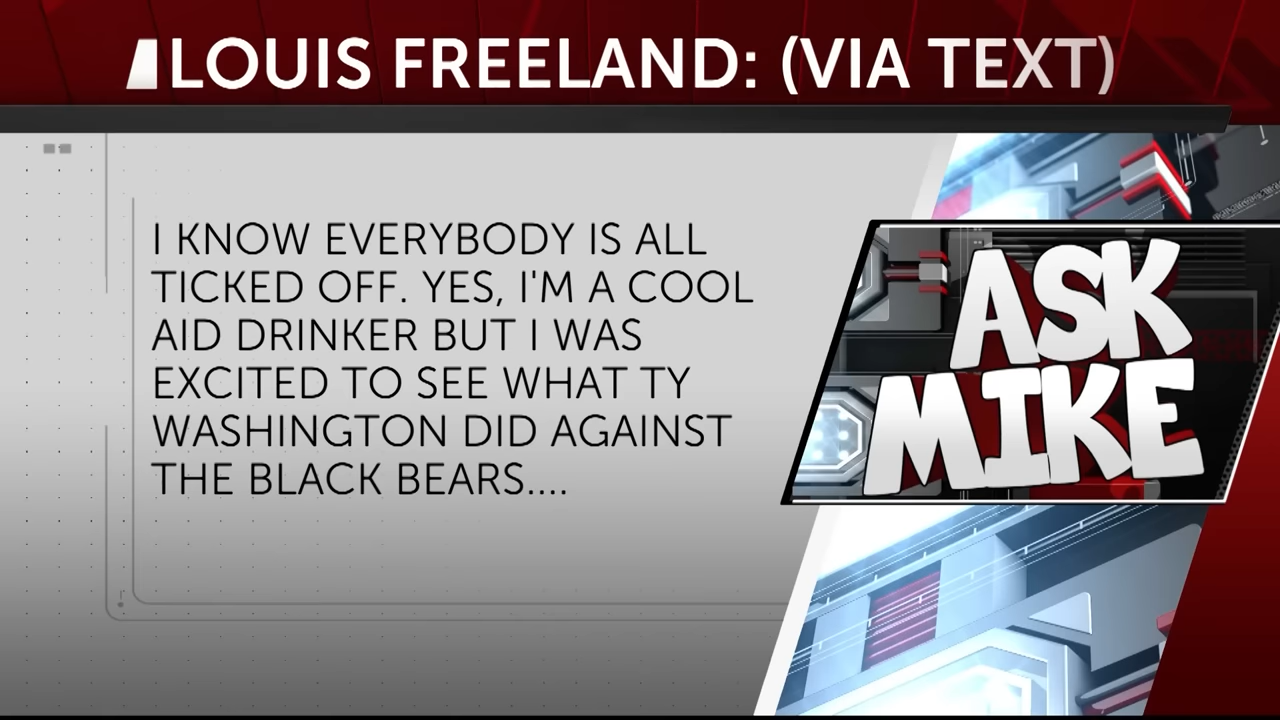 LOUIS FREELAND: (VIA TEXT)
I KNOW EVERYBODY IS ALL
TICKED OFF. YES, I'M A COOL
AID DRINKER BUT I WAS
EXCITED TO SEE WHAT TY
WASHINGTON DID AGAINST
THE BLACK BEARS....
ASK
MIKE